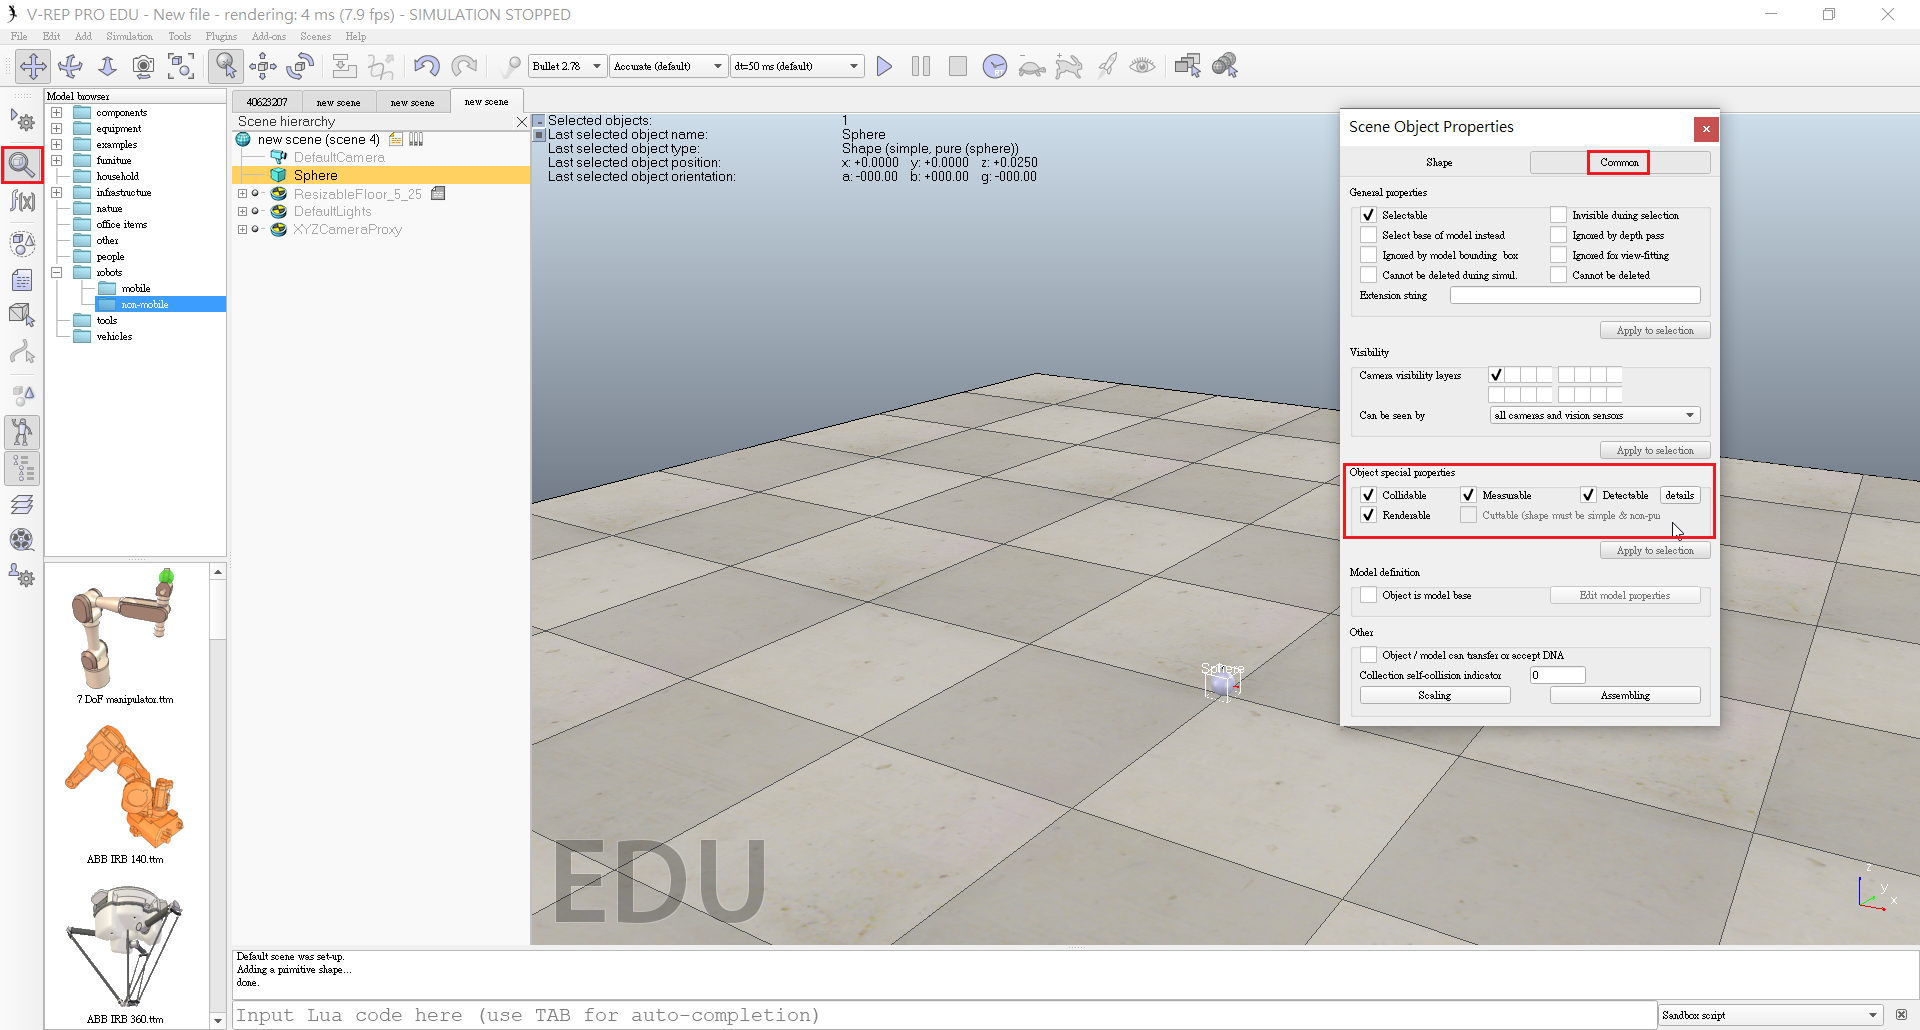 V-REP PRO EDU - New file - rendering: 4 ms (7.9 fps) - SIMULATION STOPPED
File Edit Add Simulation Tools Plugins Add-ons Scenes Help
Bullet 2.78 Accurate (default) dt=50 ms (default)
Model browser
components
equipment
examples
furniture
household
infrastructure
nature
office items
other
people
robots
mobile
non-mobile
tools
vehicles
7 DoF manipulator.ttm
ABB IRB 140.ttm
ABB IRB 360.ttm
40623207 new scene new scene new scene
Scene hierarchy
new scene (scene 4)
DefaultCamera
Sphere
ResizableFloor_5_25
DefaultLights
XYZCameraProxy
Selected objects: 1
Last selected object name: Sphere
Last selected object type: Shape (simple, pure (sphere))
Last selected object position: x: +0.0000 y: +0.0000 z: +0.0250
Last selected object orientation: a: -000.00 b: +000.00 g: -000.00
Sphere
EDU
z
y
x
Scene Object Properties
Shape Common
General properties
Selectable Invisible during selection
Select base of model instead Ignored by depth pass
Ignored by model bounding box Ignored for view-fitting
Cannot be deleted during simul. Cannot be deleted
Extension string
Apply to selection
Visibility
Camera visibility layers
Can be seen by all cameras and vision sensors
Apply to selection
Object special properties
Collidable Measurable Detectable details
Renderable Cuttable (shape must be simple & non-pu
Apply to selection
Model definition
Object is model base Edit model properties
Other
Object / model can transfer or accept DNA
Collection self-collision indicator 0
Scaling Assembling
Default scene was set-up.
Adding a primitive shape...
done.
Input Lua code here (use TAB for auto-completion) Sandbox script